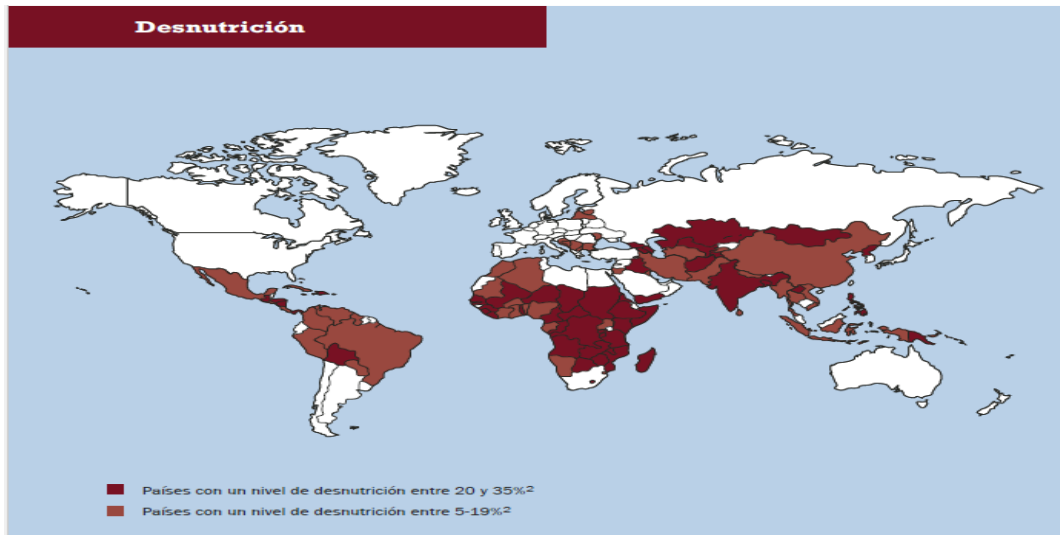 Desnutrición
Países con un nivel de desnutrición entre 20 y 35%²
Países con un nivel de desnutrición entre 5-19%²